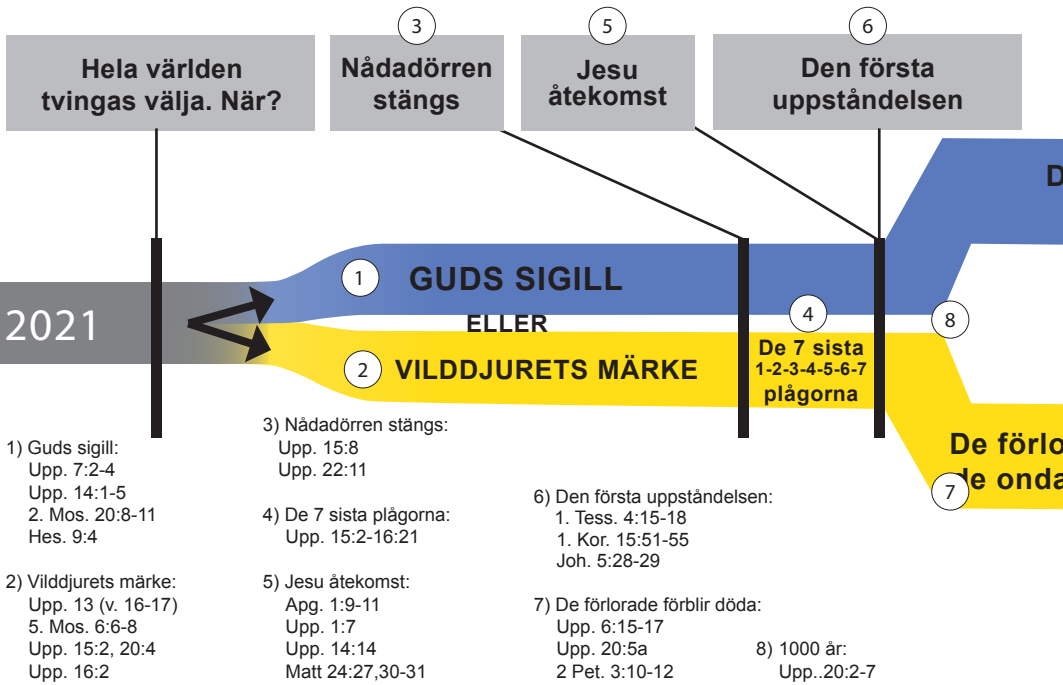 3
5
6
Hela världen
tvingas välja. När?
Nådadörren
stängs
Jesu
återkomst
Den första
uppståndelsen
D
1
GUDS SIGILL
2021
ELLER
4
8
2
VILDDJURETS MÄRKE
De 7 sista
1-2-3-4-5-6-7
plågorna
De förlo
de onda
7
1) Guds sigill:
Upp. 7:2-4
Upp. 14:1-5
2. Mos. 20:8-11
Hes. 9:4
2) Vilddjurets märke:
Upp. 13 (v. 16-17)
5. Mos. 6:6-8
Upp. 15:2, 20:4
Upp. 16:2
3) Nådadörren stängs:
Upp. 15:8
Upp. 22:11
4) De 7 sista plågorna:
Upp. 15:2-16:21
5) Jesu återkomst:
Apg. 1:9-11
Upp. 1:7
Upp. 14:14
Matt 24:27,30-31
6) Den första uppståndelsen:
1. Tess. 4:15-18
1. Kor. 15:51-55
Joh. 5:28-29
7) De förlorade förblir döda:
Upp. 6:15-17
Upp. 20:5a
2 Pet. 3:10-12
8) 1000 år:
Upp..20:2-7